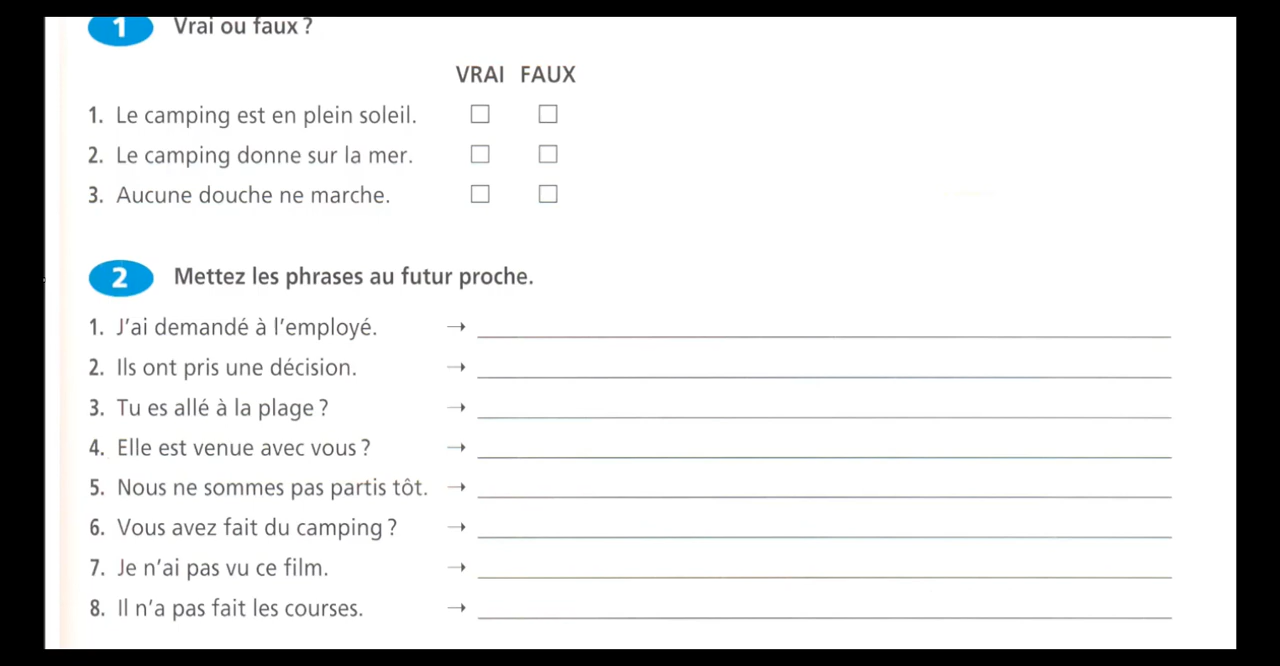 1 Vrai ou faux ?
VRAI FAUX
1. Le camping est en plein soleil.
2. Le camping donne sur la mer.
3. Aucune douche ne marche.
2 Mettez les phrases au futur proche.
1. J'ai demandé à l'employé. →
2. Ils ont pris une décision. →
3. Tu es allé à la plage ? →
4. Elle est venue avec vous ? →
5. Nous ne sommes pas partis tôt. →
6. Vous avez fait du camping ? →
7. Je n'ai pas vu ce film. →
8. Il n'a pas fait les courses. →